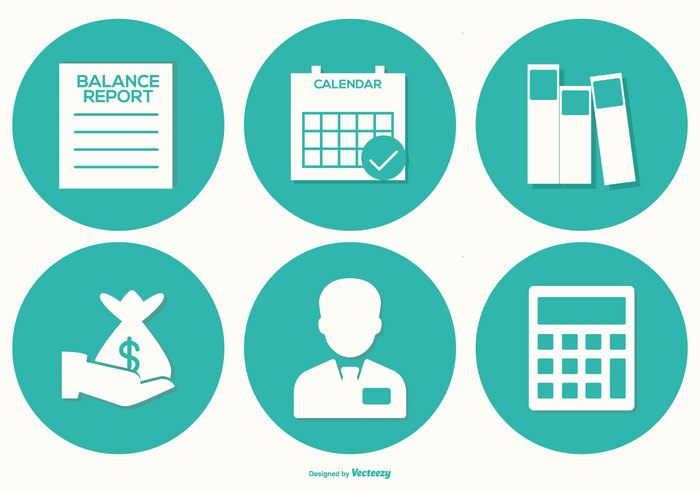 BALANCE
REPORT
CALENDAR
$
Designed by Vecteezy